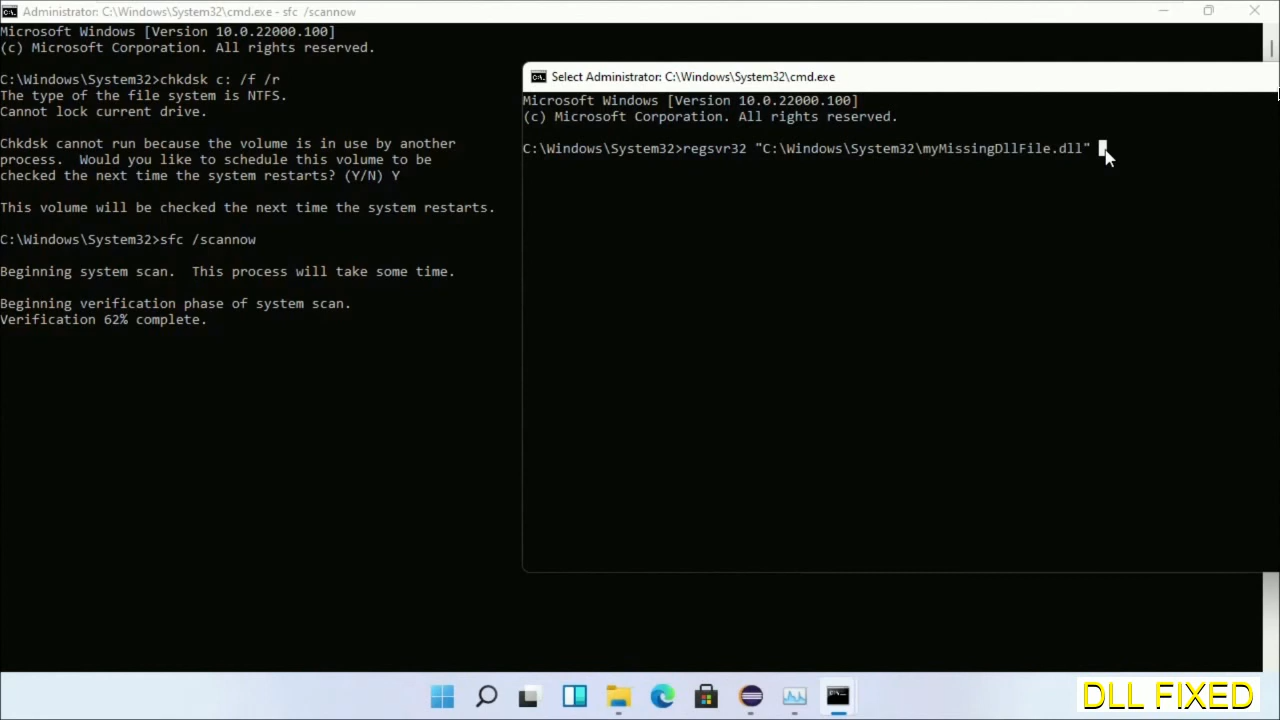 Administrator: C:\Windows\System32\cmd.exe - sfc /scannow
Microsoft Windows [Version 10.0.22000.100]
(c) Microsoft Corporation. All rights reserved.
C:\Windows\System32>chkdsk c: /f /r
The type of the file system is NTFS.
Cannot lock current drive.
Chkdsk cannot run because the volume is in use by another
process.  Would you like to schedule this volume to be
checked the next time the system restarts? (Y/N) Y
This volume will be checked the next time the system restarts.
C:\Windows\System32>sfc /scannow
Beginning system scan.  This process will take some time.
Beginning verification phase of system scan.
Verification 62% complete.
Select Administrator: C:\Windows\System32\cmd.exe
Microsoft Windows [Version 10.0.22000.100]
(c) Microsoft Corporation. All rights reserved.
C:\Windows\System32>regsvr32 "C:\Windows\System32\myMissingDllFile.dll"
DLL FIXED